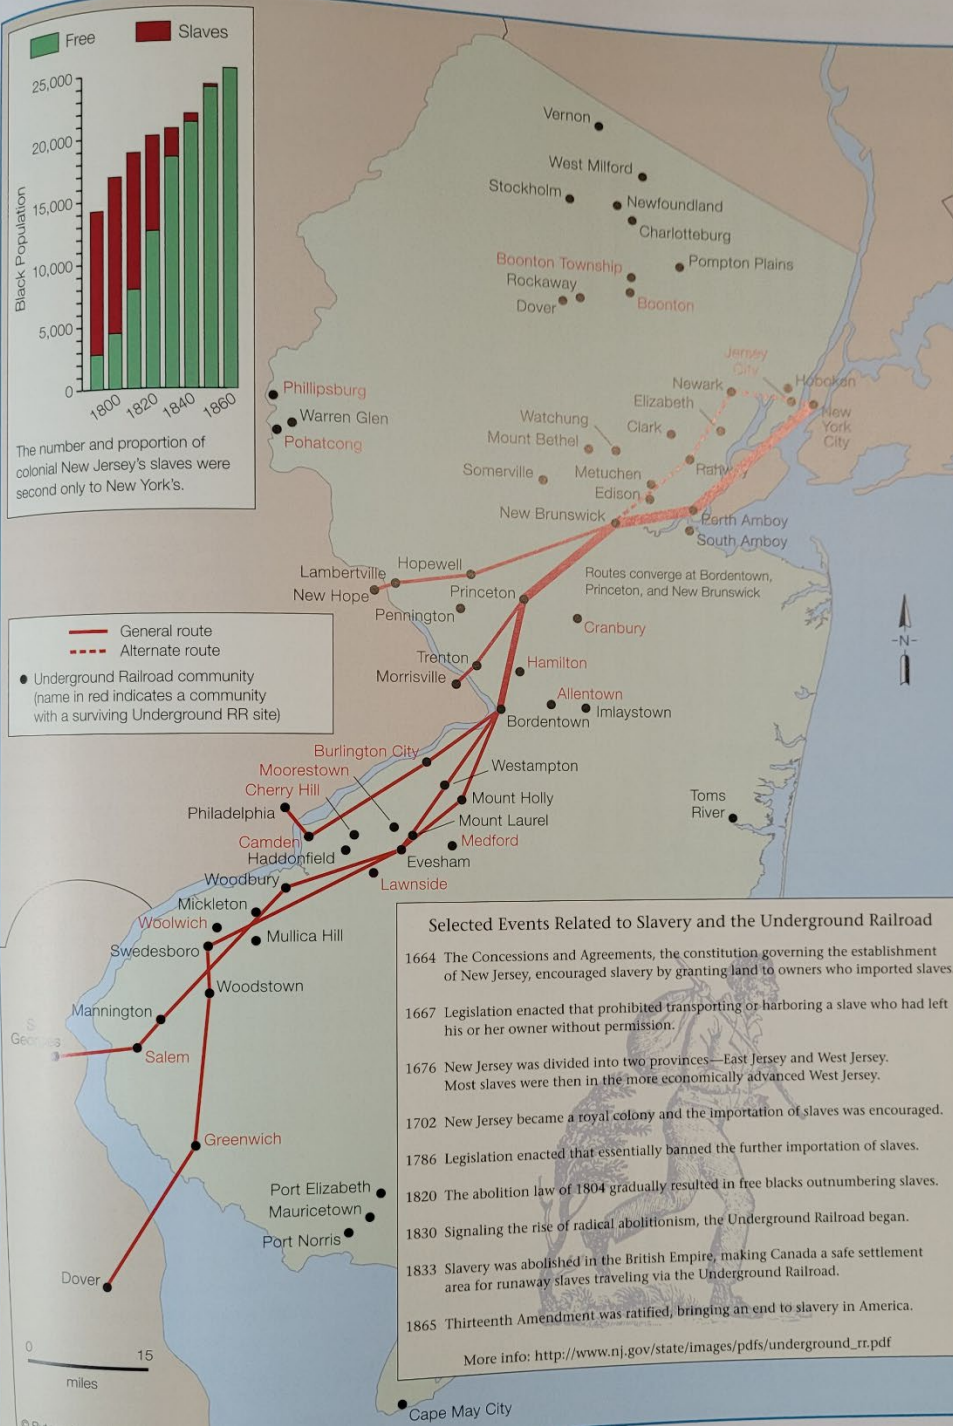 Free
Slaves
25,000
20,000
15,000
10,000
5,000
0
Black Population
1800
1820
1840
1860
The number and proportion of
colonial New Jersey's slaves were
second only to New York's.
Vernon
West Milford
Stockholm
Newfoundland
Charlotteburg
Boonton Township
Pompton Plains
Rockaway
Dover
Boonton
Jersey
City
Phillipsburg
Newark
Hoboken
Elizabeth
Warren Glen
Watchung
Clark
New
York
City
Pohatcong
Mount Bethel
Somerville
Metuchen
Rahway
Edison
New Brunswick
Perth Amboy
South Amboy
Hopewell
Lambertville
New Hope
Princeton
Routes converge at Bordentown,
Princeton, and New Brunswick
Pennington
Cranbury
General route
Alternate route
Underground Railroad community
(name in red indicates a community
with a surviving Underground RR site)
-N-
Trenton
Hamilton
Morrisville
Allentown
Imlaystown
Bordentown
Burlington City
Moorestown
Westampton
Cherry Hill
Mount Holly
Toms
River
Philadelphia
Mount Laurel
Camden
Medford
Haddonfield
Evesham
Woodbury
Lawnside
Mickleton
Woolwich
Mullica Hill
Swedesboro
Woodstown
Mannington
Georges
Salem
Greenwich
Port Elizabeth
Mauricetown
Port Norris
Dover
0
15
miles
Cape May City
Selected Events Related to Slavery and the Underground Railroad
1664 The Concessions and Agreements, the constitution governing the establishment
of New Jersey, encouraged slavery by granting land to owners who imported slaves
1667 Legislation enacted that prohibited transporting or harboring a slave who had left
his or her owner without permission.
1676 New Jersey was divided into two provinces—East Jersey and West Jersey.
Most slaves were then in the more economically advanced West Jersey.
1702 New Jersey became a royal colony and the importation of slaves was encouraged.
1786 Legislation enacted that essentially banned the further importation of slaves.
1820 The abolition law of 1804 gradually resulted in free blacks outnumbering slaves.
1830 Signaling the rise of radical abolitionism, the Underground Railroad began.
1833 Slavery was abolished in the British Empire, making Canada a safe settlement
area for runaway slaves traveling via the Underground Railroad.
1865 Thirteenth Amendment was ratified, bringing an end to slavery in America.
More info: http://www.nj.gov/state/images/pdfs/underground_rr.pdf